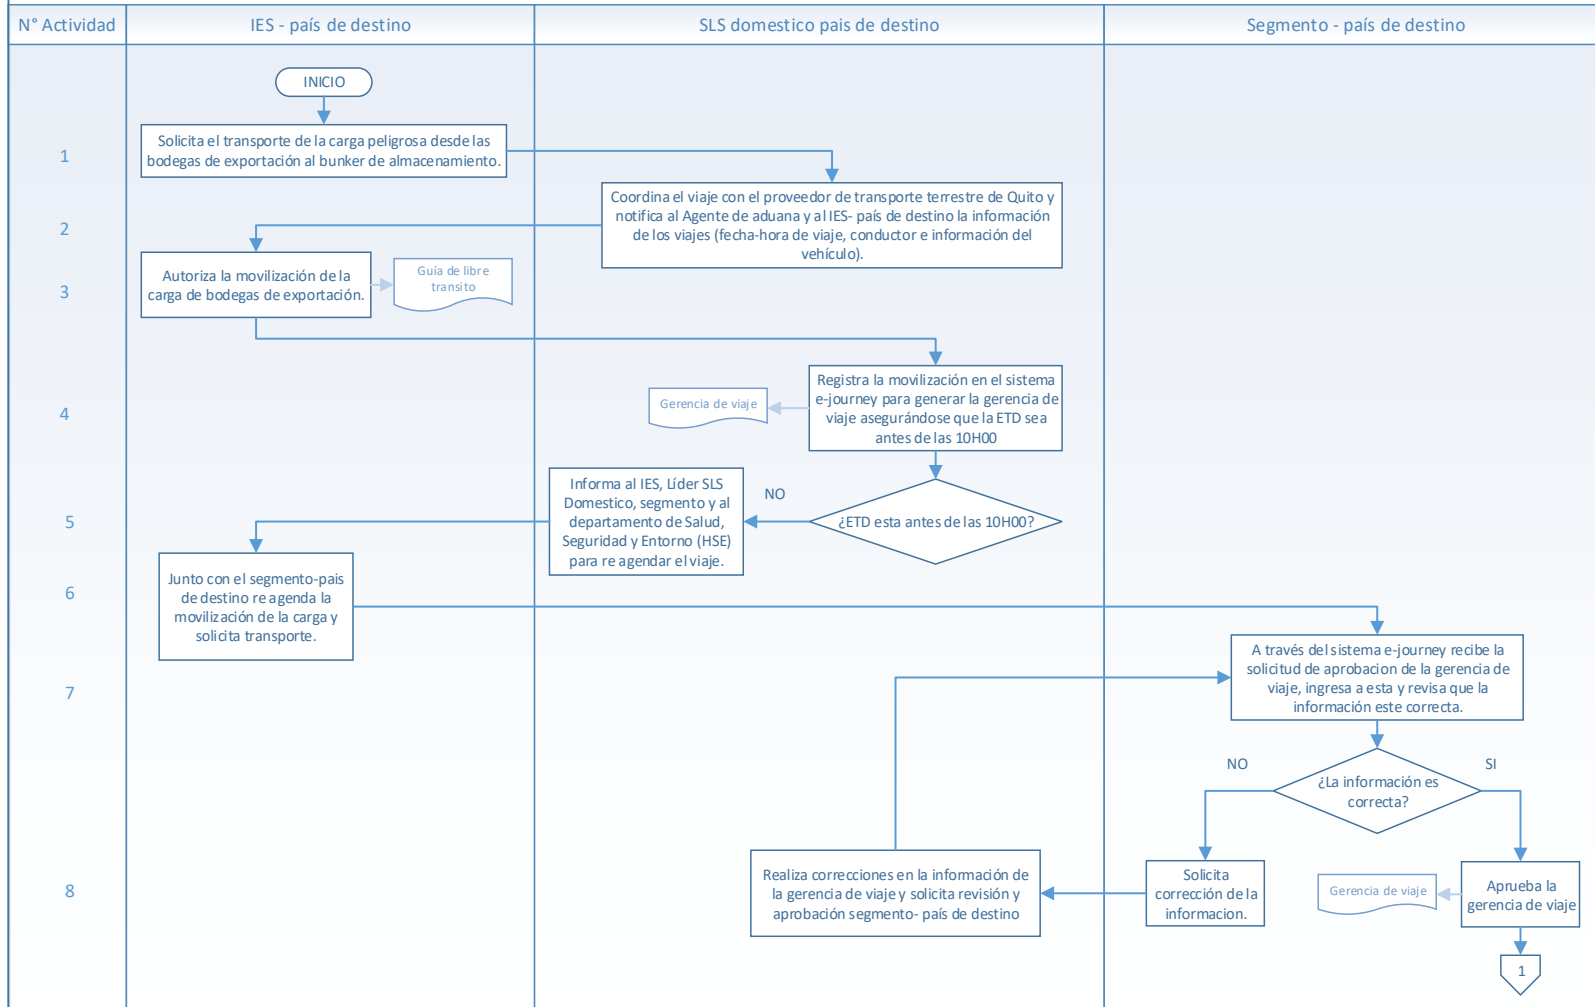 N° Actividad
IES - país de destino
SLS domestico pais de destino
Segmento - país de destino
INICIO
1
Solicita el transporte de la carga peligrosa desde las
bodegas de exportación al bunker de almacenamiento.
2
Coordina el viaje con el proveedor de transporte terrestre de Quito y
notifica al Agente de aduana y al IES- país de destino la información
de los viajes (fecha-hora de viaje, conductor e información del
vehículo).
3
Autoriza la movilización de la
carga de bodegas de exportación.
Guía de libre
transito
4
Gerencia de viaje
Registra la movilización en el sistema
e-journey para generar la gerencia de
viaje asegurándose que la ETD sea
antes de las 10H00
5
Informa al IES, Líder SLS
Domestico, segmento y al
departamento de Salud,
Seguridad y Entorno (HSE)
para re agendar el viaje.
NO
¿ETD esta antes de las 10H00?
6
Junto con el segmento-pais
de destino re agenda la
movilización de la carga y
solicita transporte.
7
A través del sistema e-journey recibe la
solicitud de aprobacion de la gerencia de
viaje, ingresa a esta y revisa que la
información este correcta.
NO
SI
¿La información es
correcta?
8
Realiza correcciones en la información de
la gerencia de viaje y solicita revisión y
aprobación segmento- país de destino
Solicita
corrección de la
informacion.
Gerencia de viaje
Aprueba la
gerencia de viaje
1